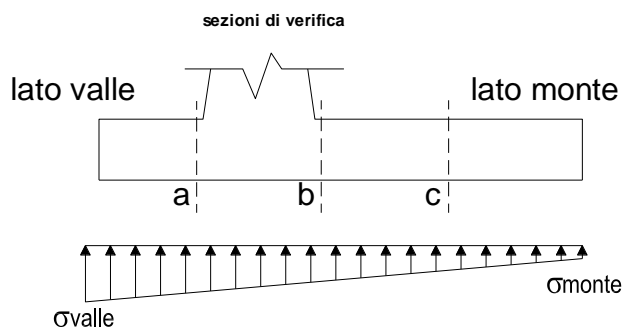 sezioni di verifica
lato valle
lato monte
a
b
c
σmonte
σvalle